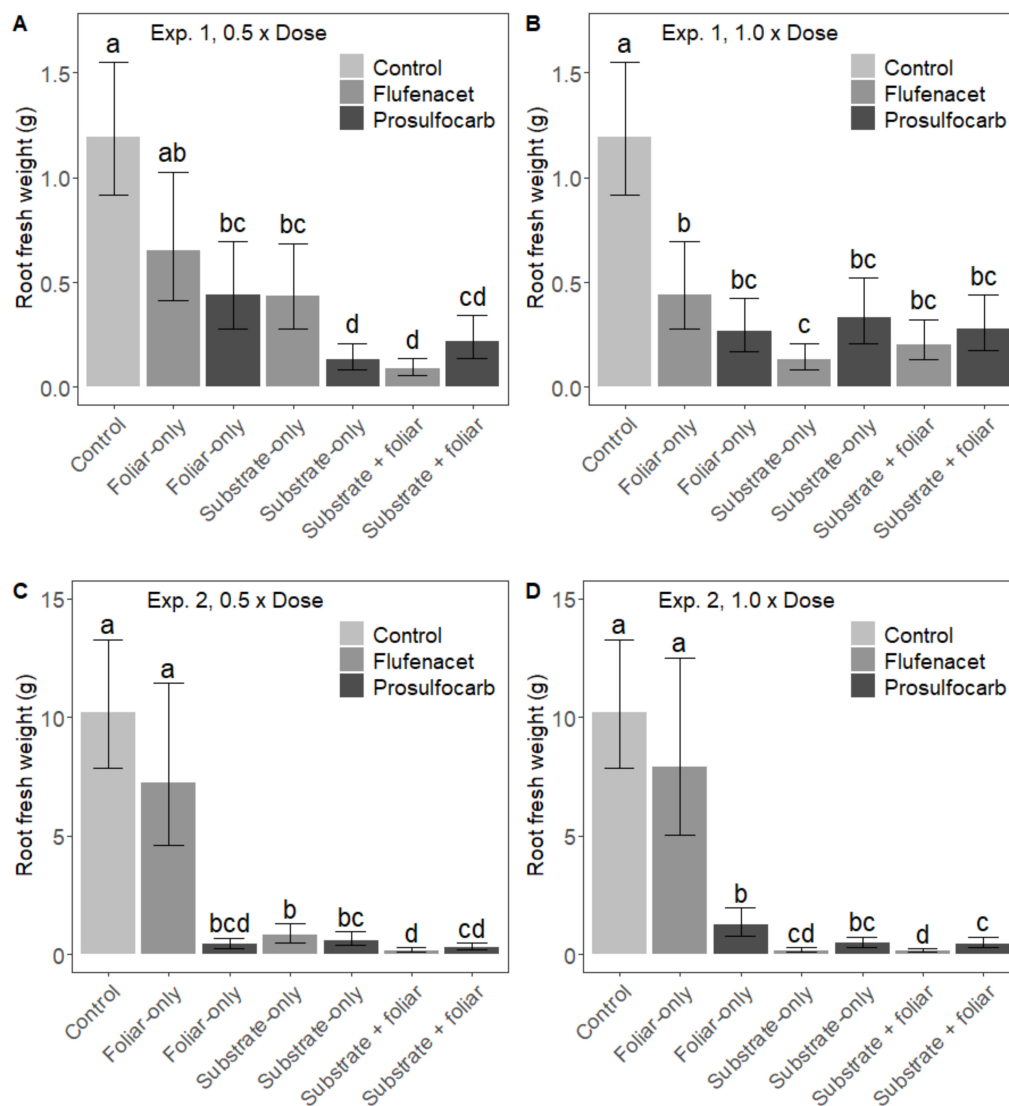 A
Exp. 1, 0.5 x Dose
Control
Flufenacet
Prosulfocarb
Root fresh weight (g)
1.5
1.0
0.5
0.0
a
ab
bc
bc
d
d
cd
Control
Foliar-only
Foliar-only
Substrate-only
Substrate-only
Substrate + foliar
Substrate + foliar
B
Exp. 1, 1.0 x Dose
Control
Flufenacet
Prosulfocarb
Root fresh weight (g)
1.5
1.0
0.5
0.0
a
b
bc
c
bc
bc
bc
Control
Foliar-only
Foliar-only
Substrate-only
Substrate-only
Substrate + foliar
Substrate + foliar
C
Exp. 2, 0.5 x Dose
Control
Flufenacet
Prosulfocarb
Root fresh weight (g)
15
10
5
0
a
a
bcd
b
bc
d
cd
Control
Foliar-only
Foliar-only
Substrate-only
Substrate-only
Substrate + foliar
Substrate + foliar
D
Exp. 2, 1.0 x Dose
Control
Flufenacet
Prosulfocarb
Root fresh weight (g)
15
10
5
0
a
a
b
cd
bc
d
c
Control
Foliar-only
Foliar-only
Substrate-only
Substrate-only
Substrate + foliar
Substrate + foliar